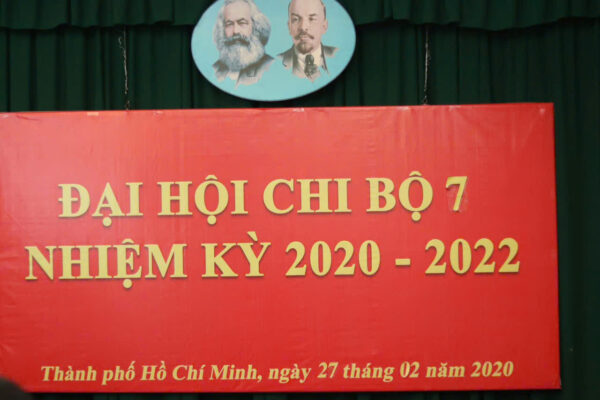 ĐẠI HỘI CHI BỘ 7
NHIỆM KỲ 2020 - 2022
Thành phố Hồ Chí Minh, ngày 27 tháng 02 năm 2020